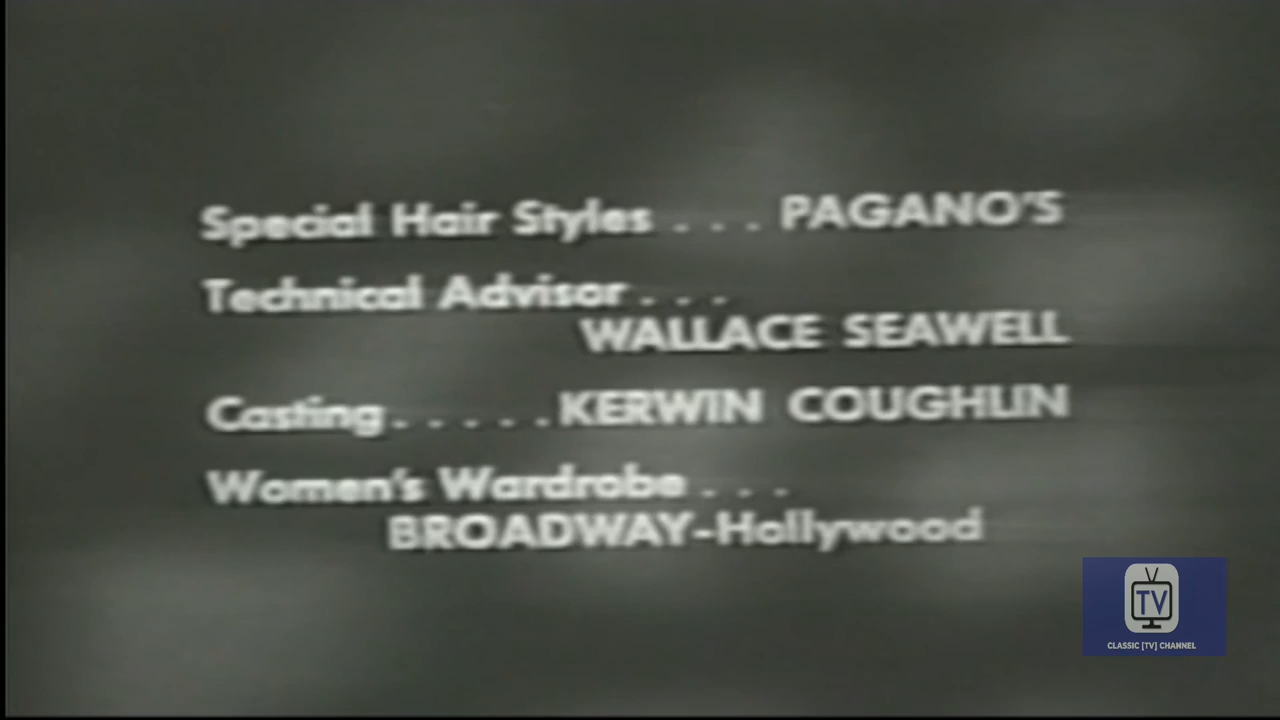 Special Hair Styles . . . PAGANO'S
Technical Advisor . . .
WALLACE SEAWELL
Casting . . . . . KERWIN COUGHLIN
Women's Wardrobe . . .
BROADWAY-Hollywood
TV
CLASSIC [TV] CHANNEL